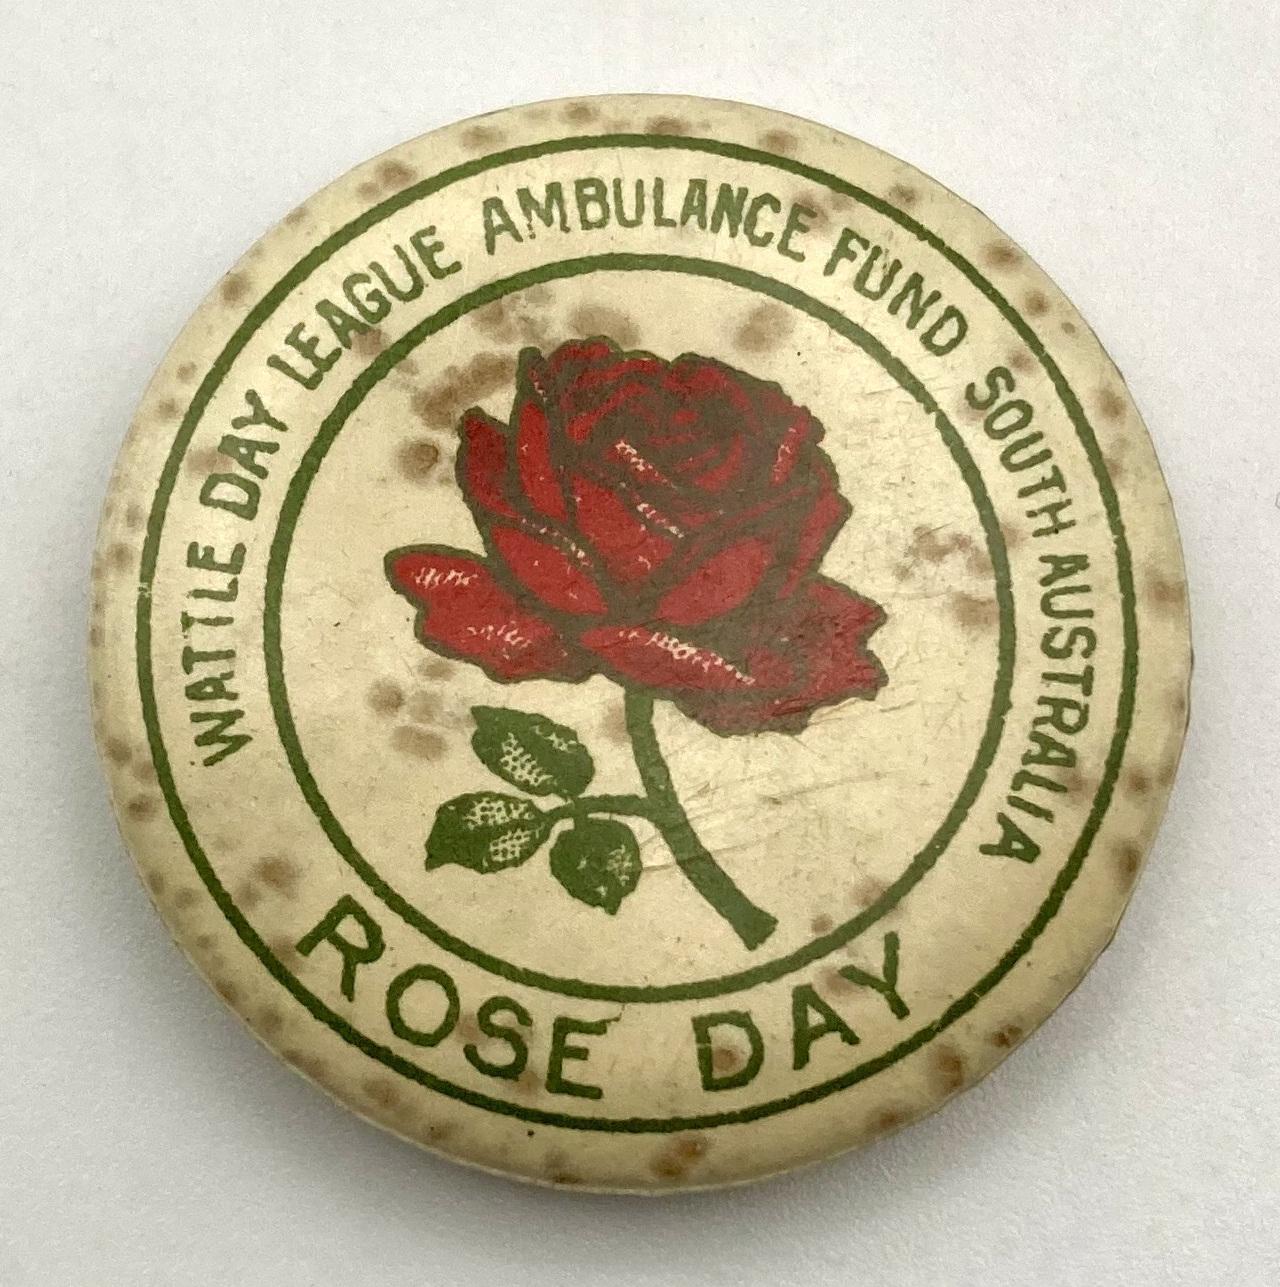 WATTLE DAY LEAGUE AMBULANCE FUND SOUTH AUSTRALIA
ROSE DAY